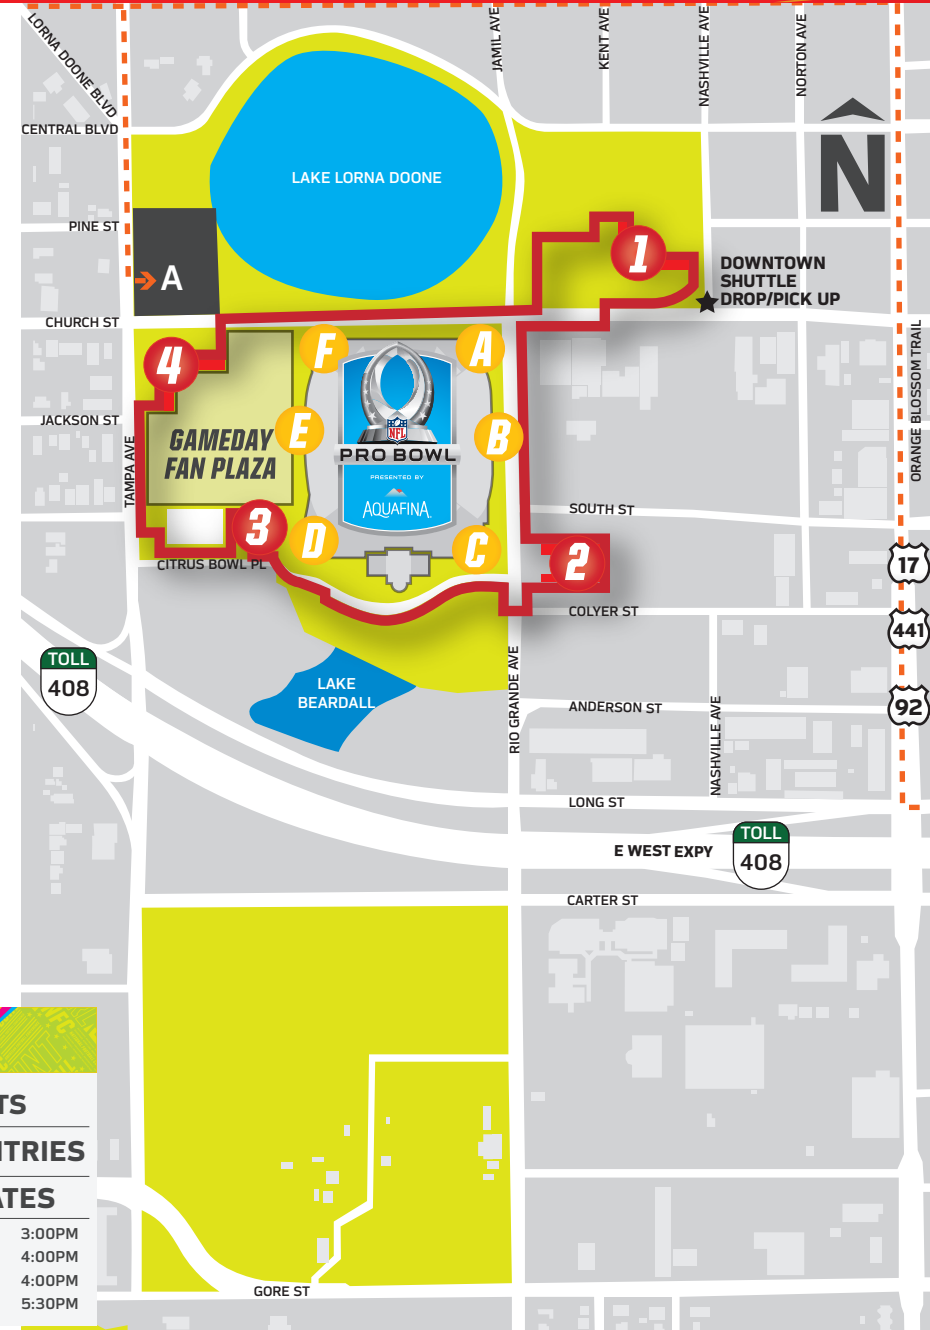 LORNA DOONE BLVD
JAMIL AVE
KENT AVE
NASHVILLE AVE
NORTON AVE
CENTRAL BLVD
N
LAKE LORNA DOONE
PINE ST
A
1
DOWNTOWN
SHUTTLE
DROP/PICK UP
CHURCH ST
4
F
A
JACKSON ST
TAMPA AVE
GAMEDAY
FAN PLAZA
E
B
NFL
PRO BOWL
PRESENTED BY
AQUAFINA
ORANGE BLOSSOM TRAIL
SOUTH ST
3
D
C
2
CITRUS BOWL PL
17
COLYER ST
441
TOLL
408
LAKE
BEARDALL
RIO GRANDE AVE
ANDERSON ST
NASHVILLE AVE
92
LONG ST
E WEST EXPY
TOLL
408
CARTER ST
TS
NTRIES
ATES
3:00PM
4:00PM
4:00PM
5:30PM
GORE ST